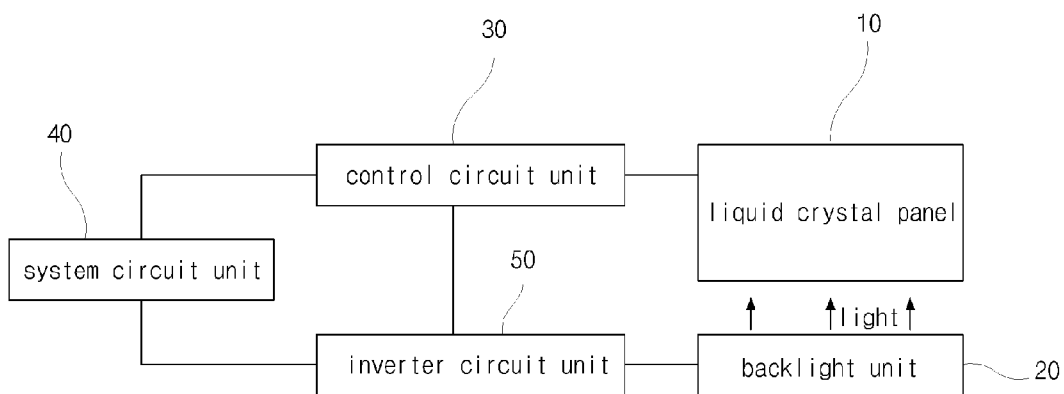 30
10
40
control circuit unit
liquid crystal panel
system circuit unit
50
light
inverter circuit unit
backlight unit
20